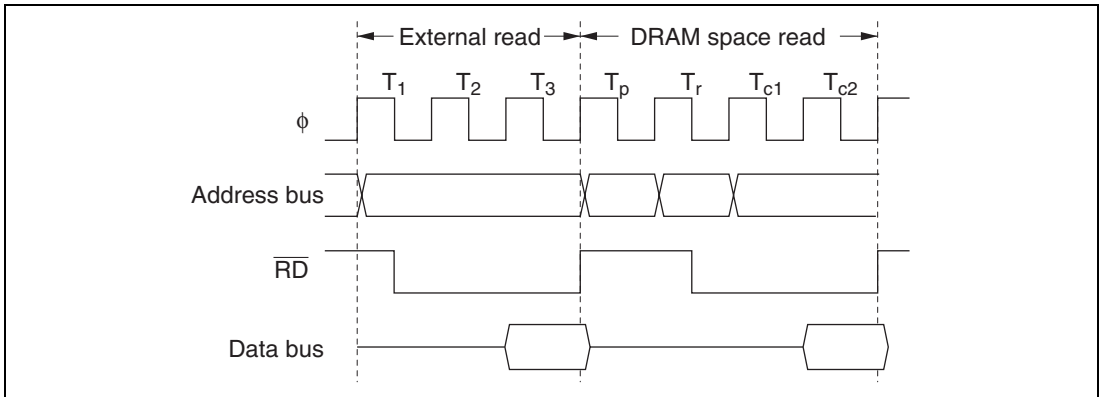 External read DRAM space read
T1 T2 T3 Tp Tr Tc1 Tc2
ϕ
Address bus
RD
Data bus